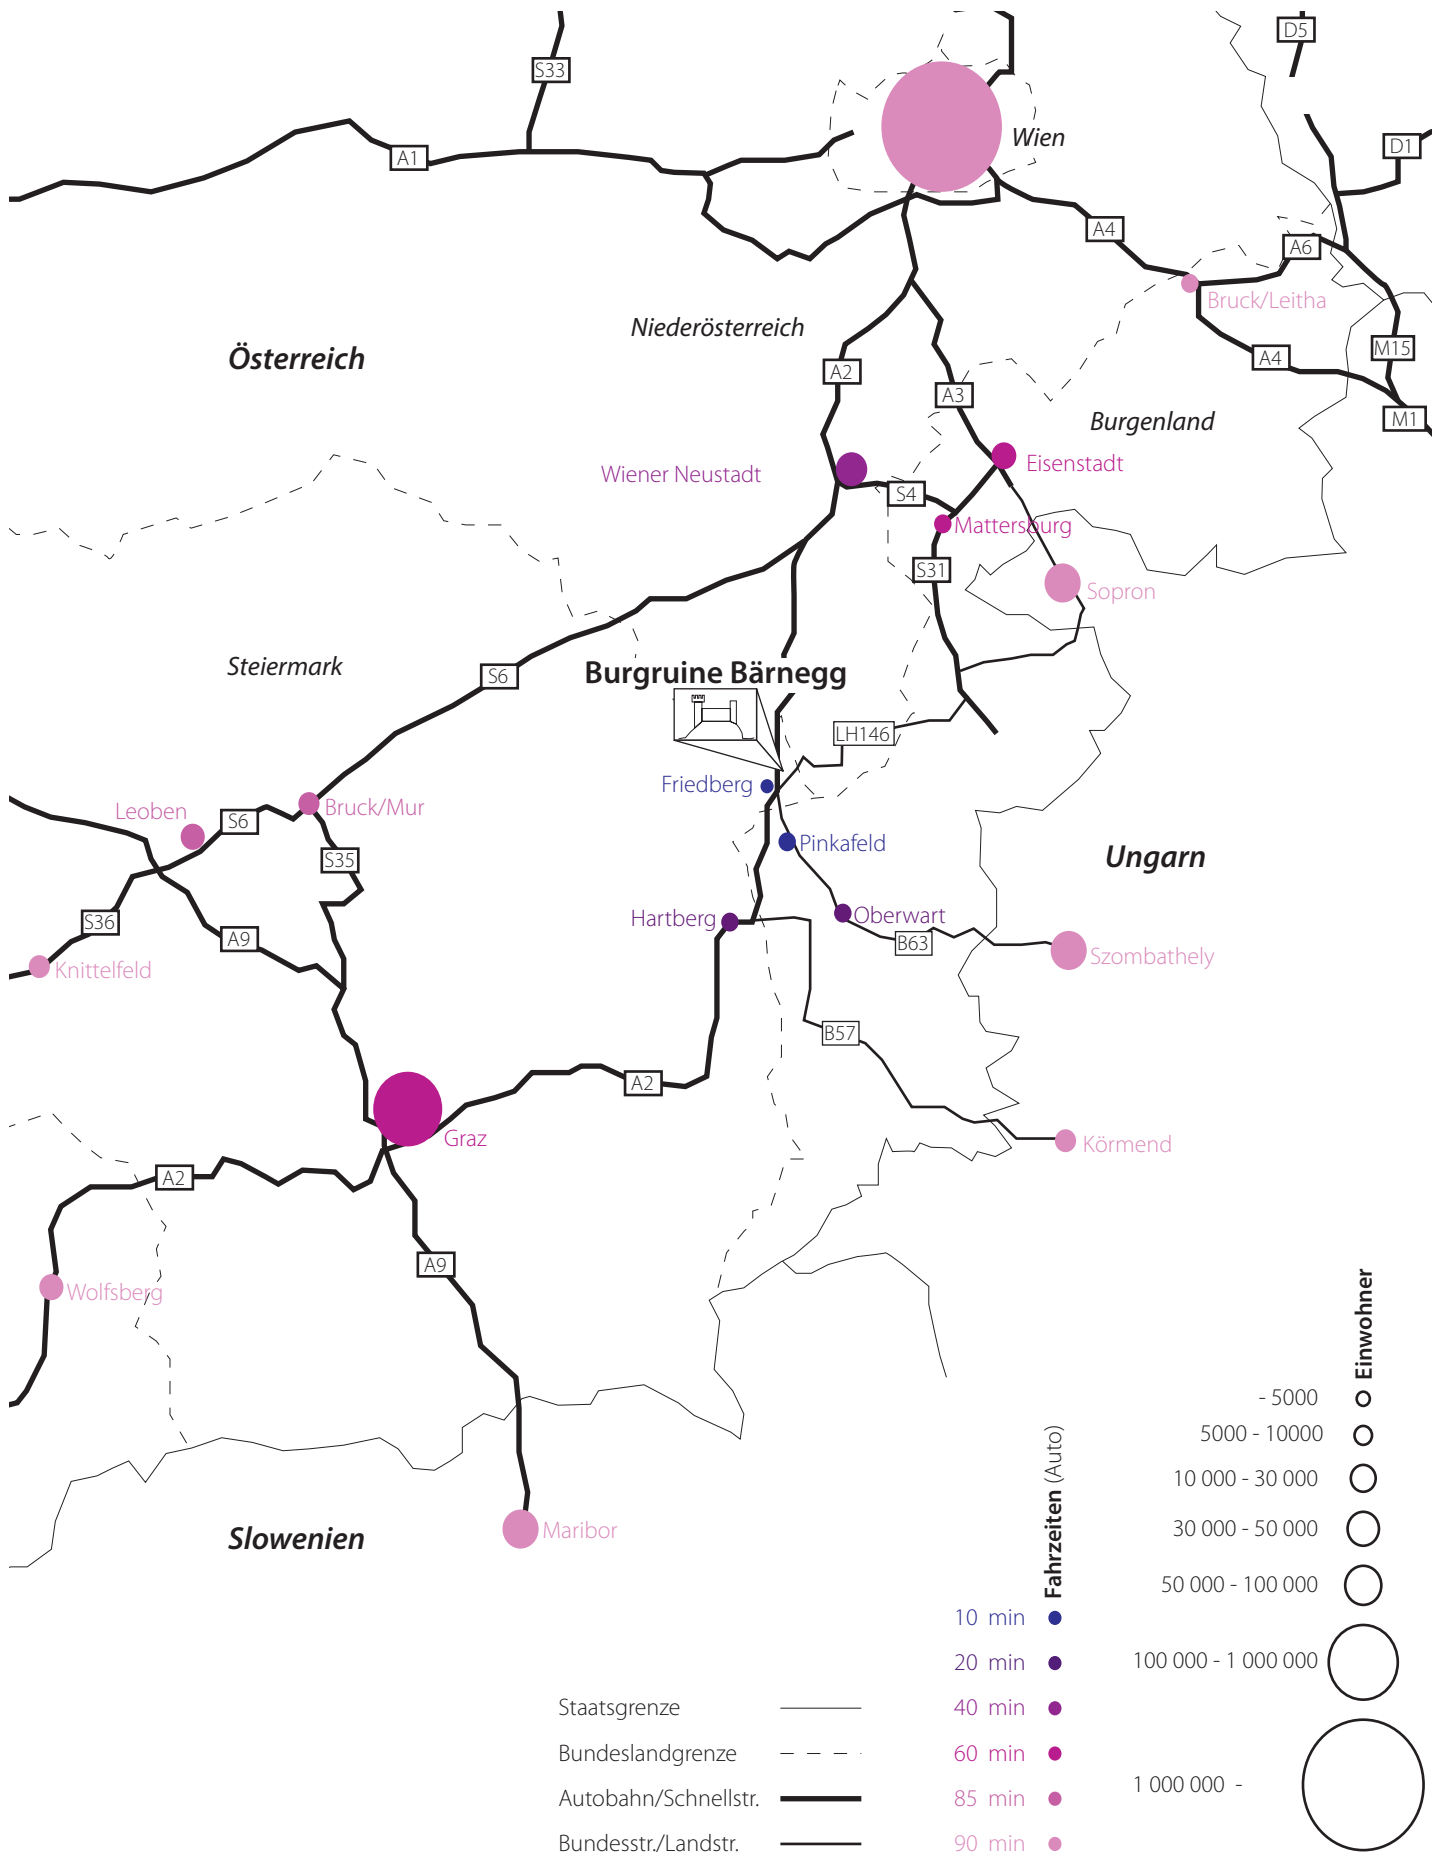 D5
S33
Wien
D1
A1
A4
A6
Bruck/Leitha
Niederösterreich
Österreich
M15
A4
A2
A3
M1
Burgenland
Eisenstadt
Wiener Neustadt
S4
Mattersburg
S31
Sopron
Steiermark
S6
Burgruine Bärnegg
LH146
Friedberg
Leoben
Bruck/Mur
S6
Pinkafeld
S35
Ungarn
Hartberg
Oberwart
S36
A9
B63
Szombathely
Knittelfeld
B57
A2
Graz
Körmend
A2
A9
Wolfsberg
Maribor
Slowenien
Einwohner
- 5000
5000 - 10000
10 000 - 30 000
30 000 - 50 000
50 000 - 100 000
100 000 - 1 000 000
1 000 000 -
Fahrzeiten (Auto)
10 min
20 min
40 min
60 min
85 min
90 min
Staatsgrenze
Bundeslandgrenze
Autobahn/Schnellstr.
Bundesstr./Landstr.